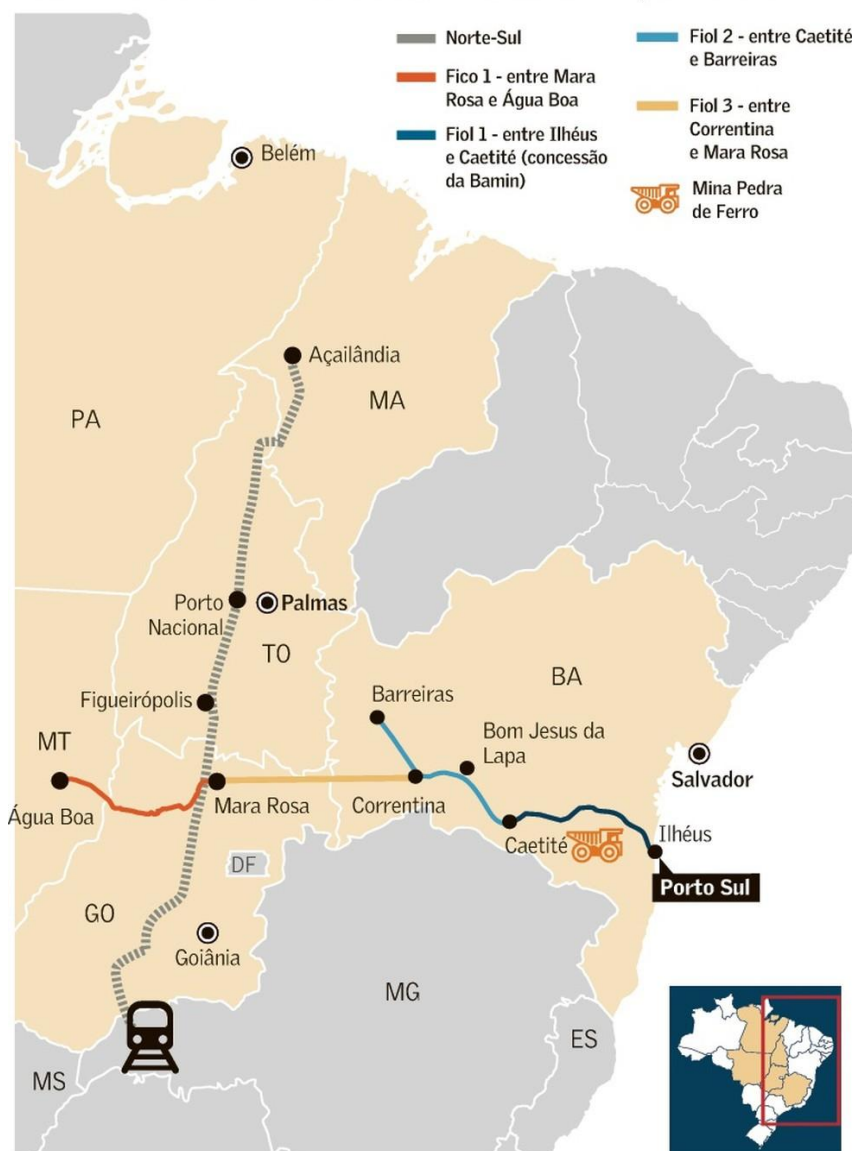 Norte-Sul
Fico 1 - entre Mara
Rosa e Água Boa
Fiol 1 - entre Ilhéus
e Caetité (concessão
da Bamin)
Fiol 2 - entre Caetité
e Barreiras
Fiol 3 - entre
Correntina
e Mara Rosa
Mina Pedra
de Ferro
Belém
Açailândia
MA
PA
Porto
Nacional
Palmas
TO
BA
Figueirópolis
Barreiras
MT
Bom Jesus da
Lapa
Salvador
Água Boa
Mara Rosa
Correntina
Caetité
Ilhéus
DF
Porto Sul
GO
Goiânia
MG
ES
MS